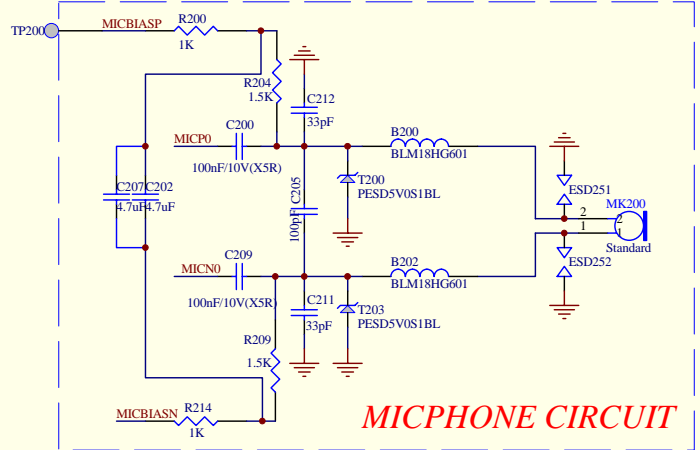 TP200
MICBIASP
R200
1K
R204
1.5K
C212
33pF
C200
MICP0
100nF/10V(X5R)
B200
BLM18HG601
T200
PESD5V0S1BL
C207
4.7uF
C202
4.7uF
C205
100pF
ESD251
MK200
2
2
1
1
Standard
ESD252
C209
MICN0
100nF/10V(X5R)
B202
BLM18HG601
C211
33pF
T203
PESD5V0S1BL
R209
1.5K
MICBIASN
R214
1K
MICPHONE CIRCUIT